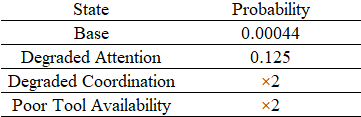 State Probability
Base 0.00044
Degraded Attention 0.125
Degraded Coordination ×2
Poor Tool Availability ×2